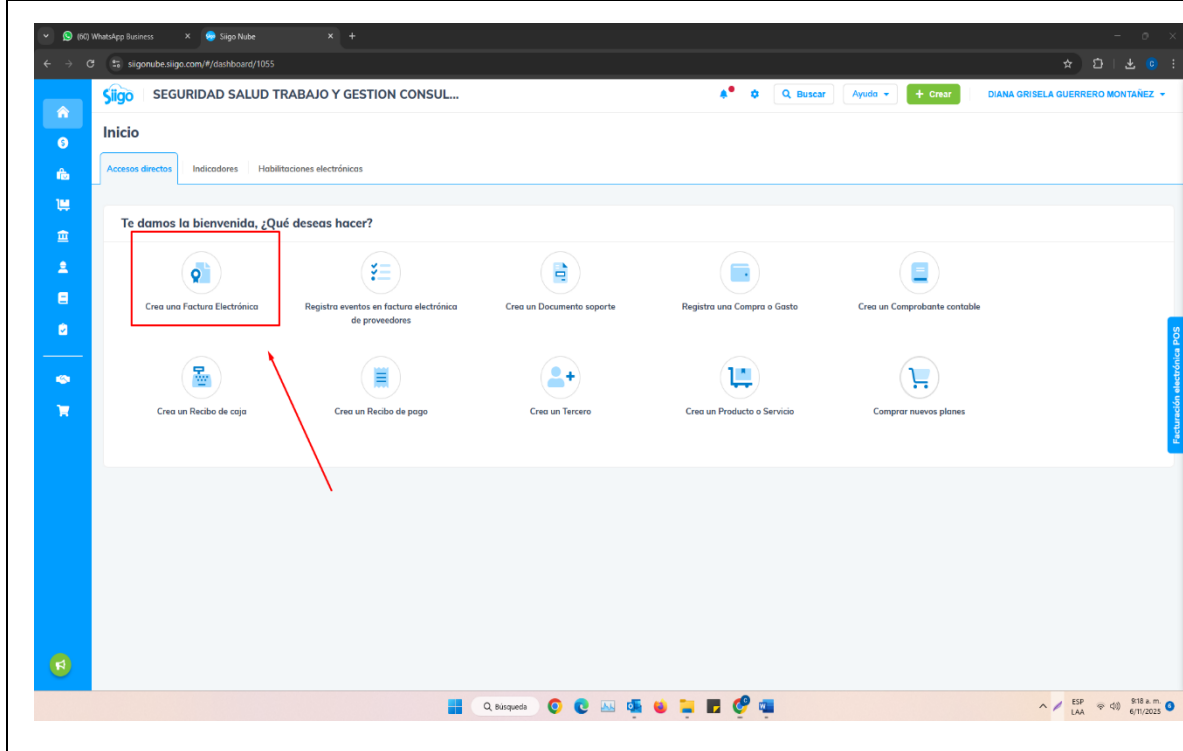 (60) WhatsApp Business
Siigo Nube
siigonube.siigo.com/#/dashboard/1055
Siigo SEGURIDAD SALUD TRABAJO Y GESTION CONSUL...
Buscar
Ayuda
+ Crear
DIANA GRISELA GUERRERO MONTAÑEZ
Inicio
Accesos directos
Indicadores
Habilitaciones electrónicas
Te damos la bienvenida, ¿Qué deseas hacer?
Crea una Factura Electrónica
Registra eventos en factura electrónica
de proveedores
Crea un Documento soporte
Registra una Compra o Gasto
Crea un Comprobante contable
Crea un Recibo de caja
Crea un Recibo de pago
Crea un Tercero
Crea un Producto o Servicio
Comprar nuevos planes
Facturación electrónica POS
Búsqueda
ESP
LAA
9:18 a. m.
6/11/2025